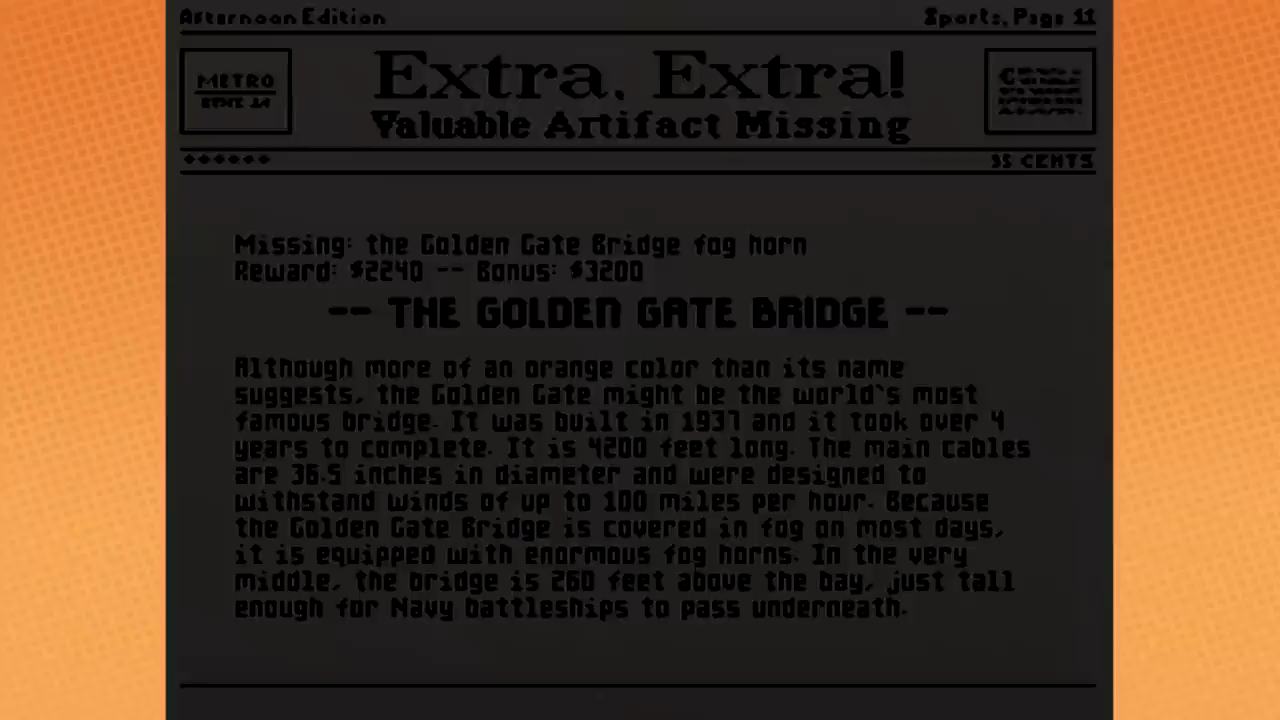 Afternoon Edition
Sports, Page 11
METRO
Extra, Extra!
Valuable Artifact Missing
35 CENTS
Missing: the Golden Gate Bridge fog horn
Reward: $2240 -- Bonus: $3200
-- THE GOLDEN GATE BRIDGE --
Although more of an orange color than its name
suggests, the Golden Gate might be the world's most
famous bridge. It was built in 1937 and it took over 4
years to complete. It is 4200 feet long. The main cables
are 36.5 inches in diameter and were designed to
withstand winds of up to 100 miles per hour. Because
the Golden Gate Bridge is covered in fog on most days,
it is equipped with enormous fog horns. In the very
middle, the bridge is 260 feet above the bay, just tall
enough for Navy battleships to pass underneath.